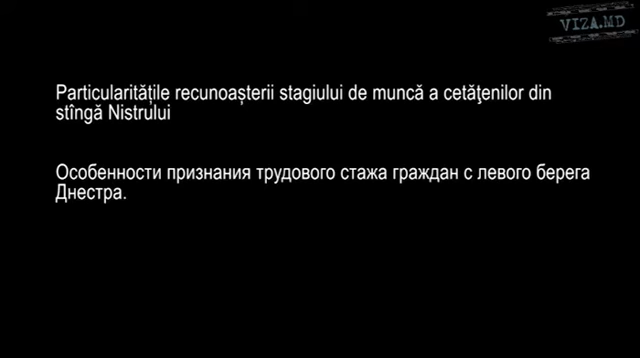 VIZA.MD
Particularitățile recunoașterii stagiului de muncă a cetăţenilor din
stîngă Nistrului
Особенности признания трудового стажа граждан с левого берега
Днестра.